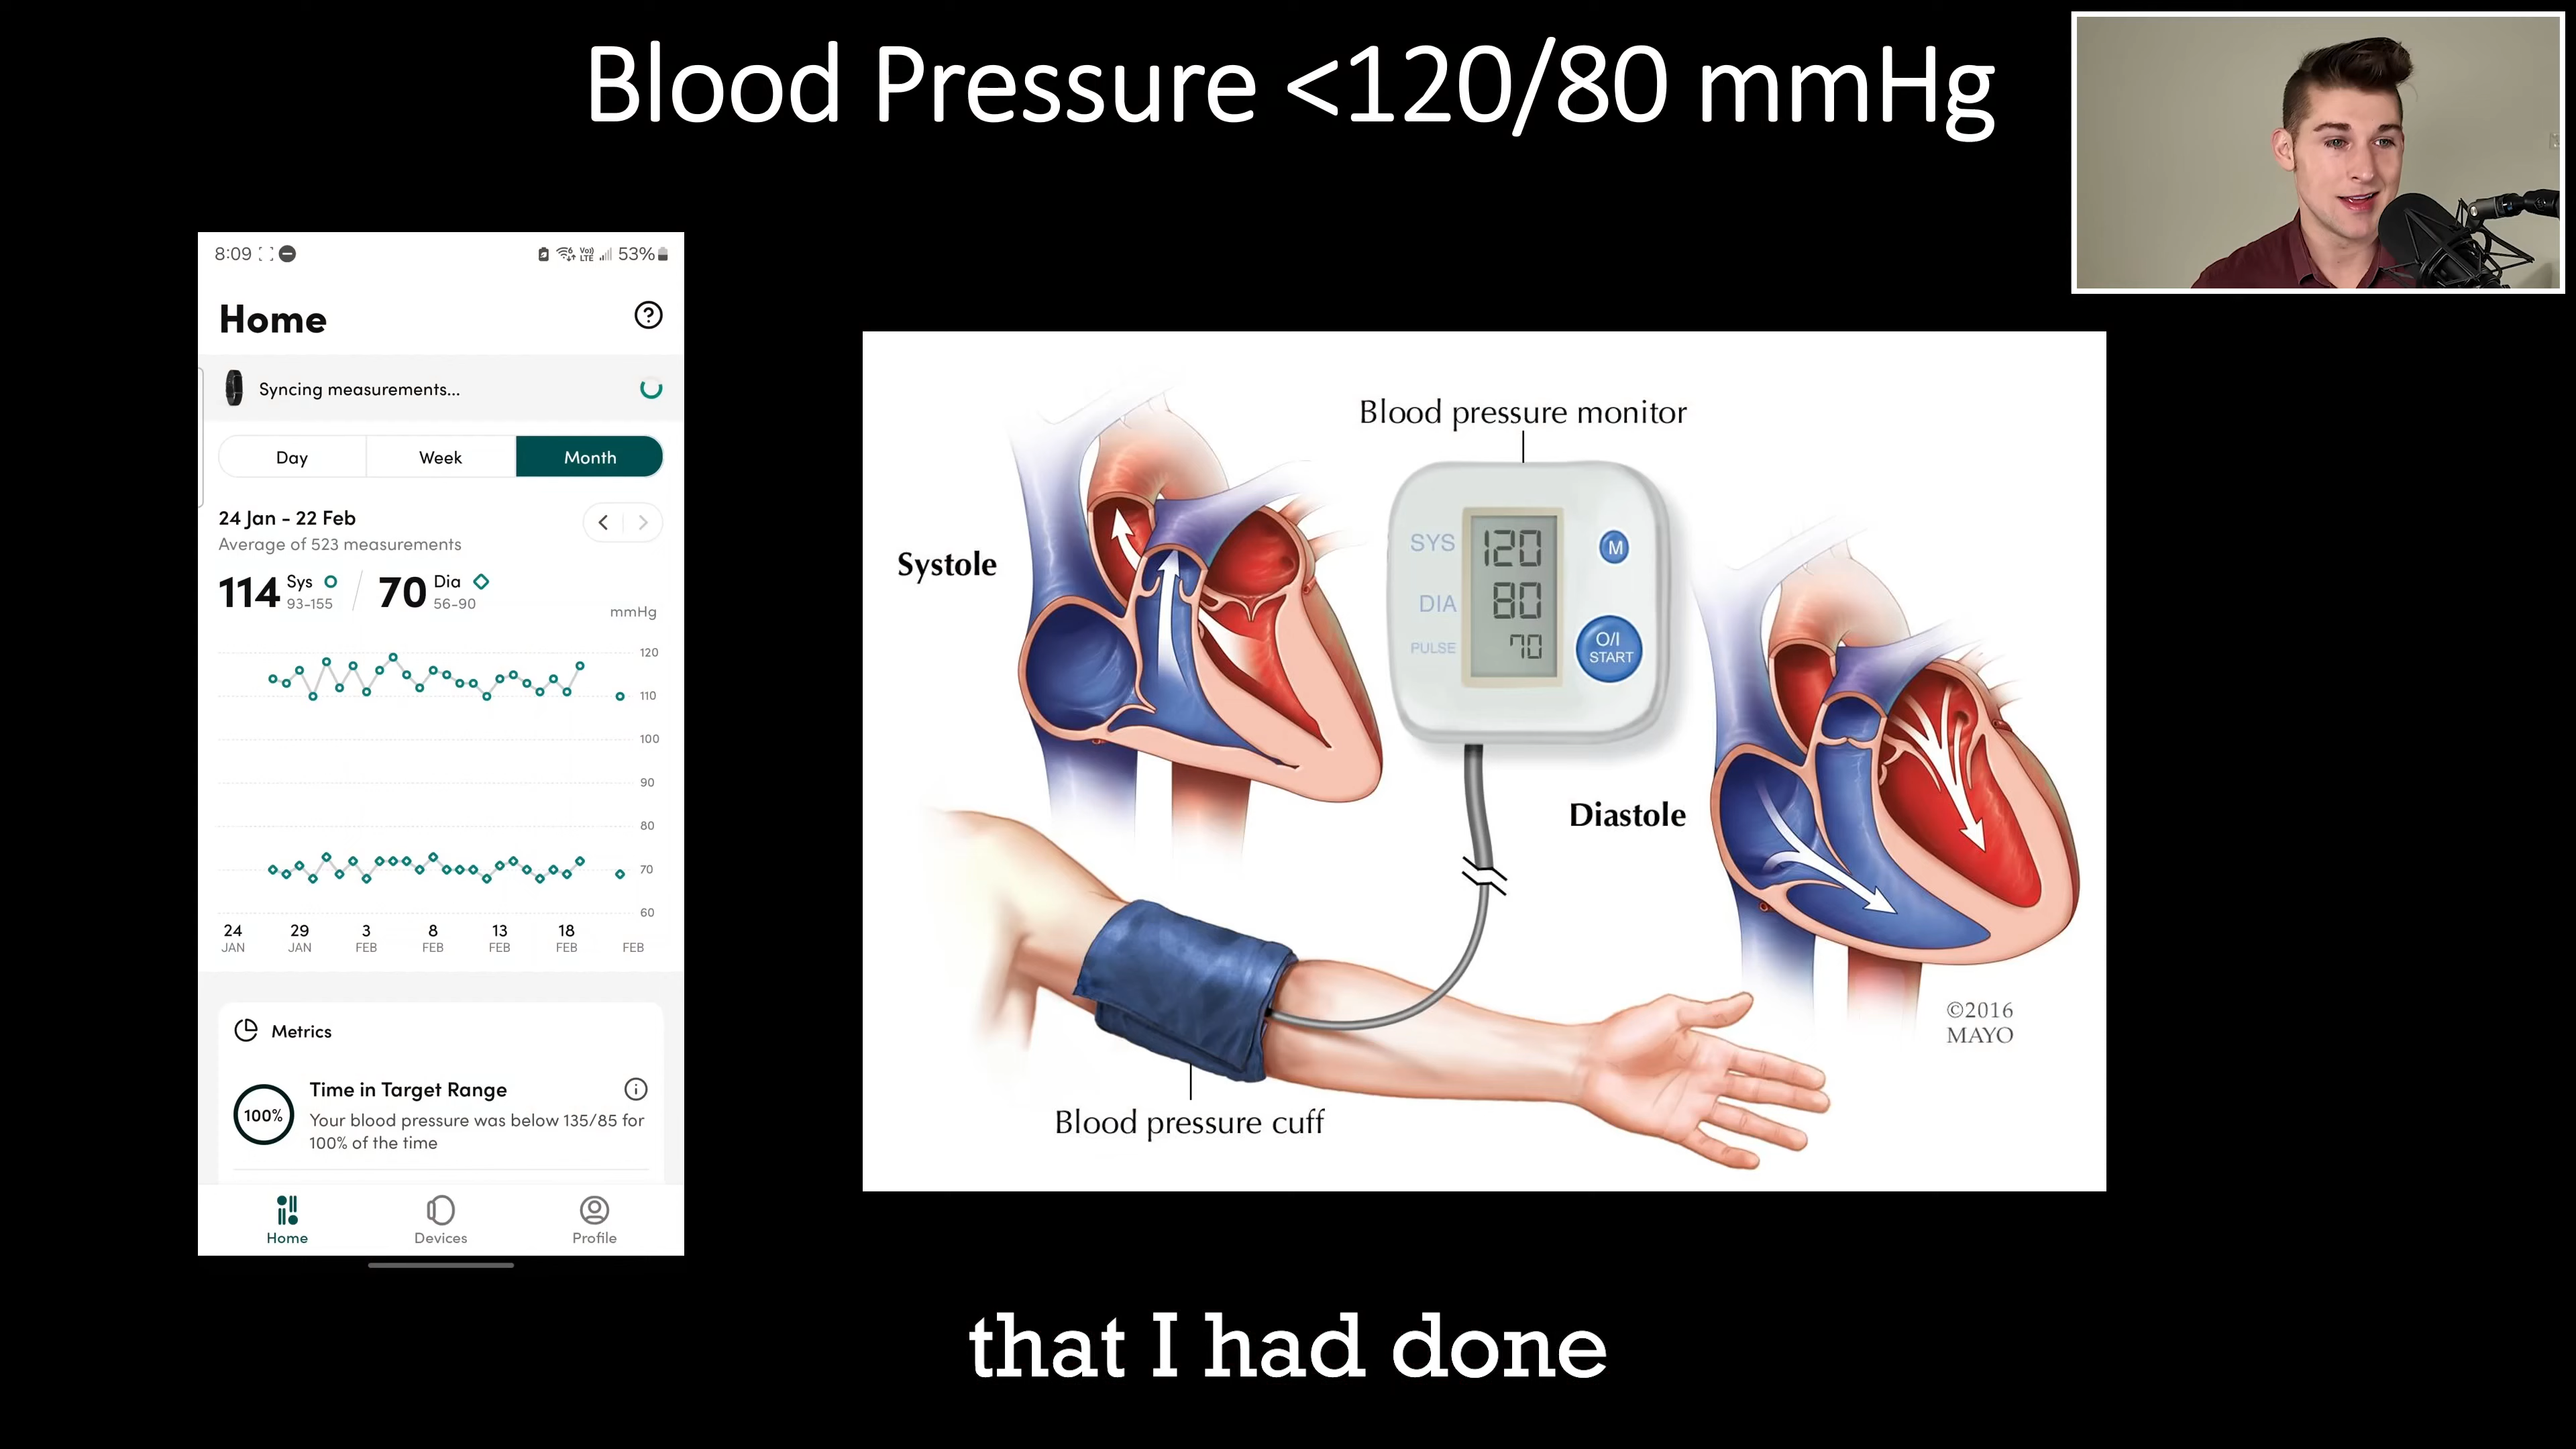 Blood Pressure <120/80 mmHg
8:09
Vo))
LTE
53%
Home
Syncing measurements...
Day
Week
Month
24 Jan - 22 Feb
Average of 523 measurements
114 Sys / 70 Dia
93-155
56-90
mmHg
120
110
100
90
80
70
60
24
JAN
29
JAN
3
FEB
8
FEB
13
FEB
18
FEB
FEB
Metrics
100%
Time in Target Range
Your blood pressure was below 135/85 for
100% of the time
Home
Devices
Profile
Blood pressure monitor
Systole
SYS 120
M
DIA 80
PULSE 70
O/I
START
Diastole
©2016
MAYO
Blood pressure cuff
that I had done